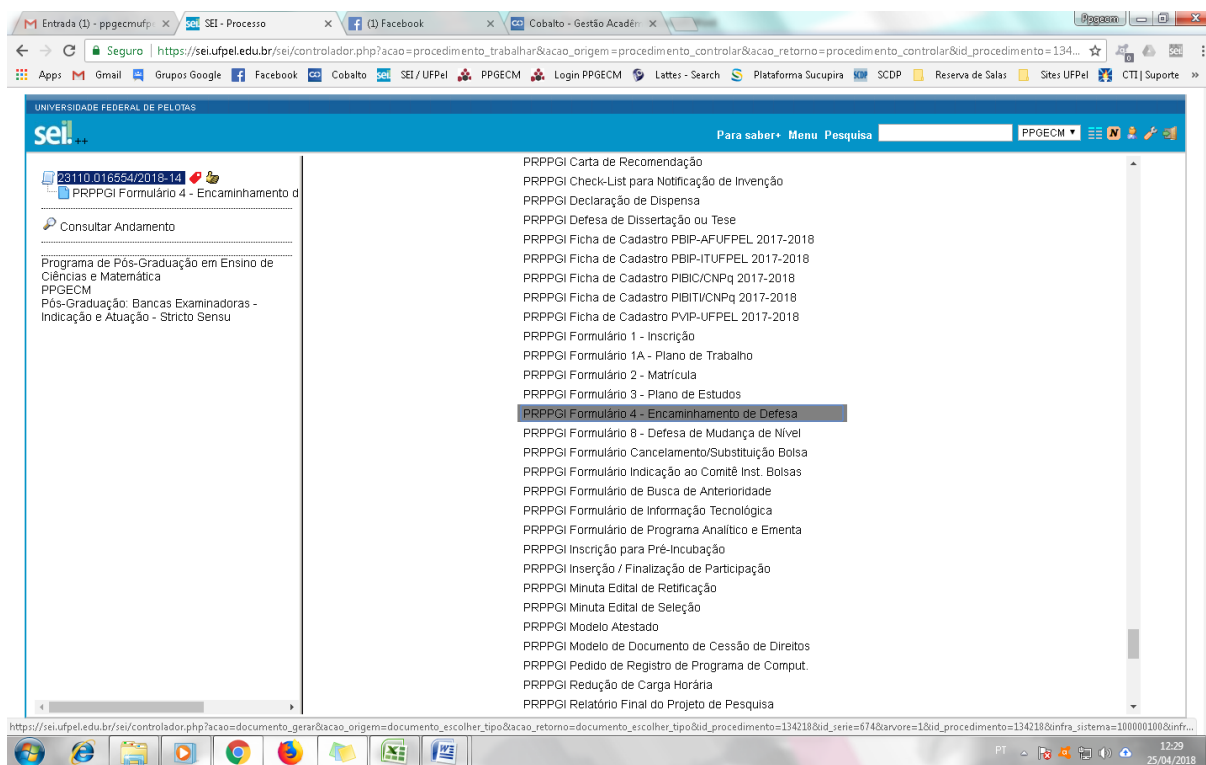 Entrada (1) - ppgecmufp
SEI - Processo
(1) Facebook
Cobalto - Gestão Acadêm
Ppgecm
Seguro | https://sei.ufpel.edu.br/sei/controlador.php?acao=procedimento_trabalhar&acao_origem=procedimento_controlar&acao_retorno=procedimento_controlar&id_procedimento=134...
Apps Gmail Grupos Google Facebook Cobalto SEI / UFPel PPGECM Login PPGECM Lattes - Search Plataforma Sucupira SCDP Reserva de Salas Sites UFPel CTI | Suporte »
UNIVERSIDADE FEDERAL DE PELOTAS
sei! ++
Para saber+ Menu Pesquisa PPGECM
23110.016554/2018-14
PRPPGI Formulário 4 - Encaminhamento d
Consultar Andamento
Programa de Pós-Graduação em Ensino de
Ciências e Matemática
PPGECM
Pós-Graduação: Bancas Examinadoras -
Indicação e Atuação - Stricto Sensu
PRPPGI Carta de Recomendação
PRPPGI Check-List para Notificação de Invenção
PRPPGI Declaração de Dispensa
PRPPGI Defesa de Dissertação ou Tese
PRPPGI Ficha de Cadastro PBIP-AFUFPEL 2017-2018
PRPPGI Ficha de Cadastro PBIP-ITUFPEL 2017-2018
PRPPGI Ficha de Cadastro PIBIC/CNPq 2017-2018
PRPPGI Ficha de Cadastro PIBITI/CNPq 2017-2018
PRPPGI Ficha de Cadastro PVIP-UFPEL 2017-2018
PRPPGI Formulário 1 - Inscrição
PRPPGI Formulário 1A - Plano de Trabalho
PRPPGI Formulário 2 - Matrícula
PRPPGI Formulário 3 - Plano de Estudos
PRPPGI Formulário 4 - Encaminhamento de Defesa
PRPPGI Formulário 8 - Defesa de Mudança de Nível
PRPPGI Formulário Cancelamento/Substituição Bolsa
PRPPGI Formulário Indicação ao Comitê Inst. Bolsas
PRPPGI Formulário de Busca de Anterioridade
PRPPGI Formulário de Informação Tecnológica
PRPPGI Formulário de Programa Analítico e Ementa
PRPPGI Inscrição para Pré-Incubação
PRPPGI Inserção / Finalização de Participação
PRPPGI Minuta Edital de Retificação
PRPPGI Minuta Edital de Seleção
PRPPGI Modelo Atestado
PRPPGI Modelo de Documento de Cessão de Direitos
PRPPGI Pedido de Registro de Programa de Comput.
PRPPGI Redução de Carga Horária
PRPPGI Relatório Final do Projeto de Pesquisa
https://sei.ufpel.edu.br/sei/controlador.php?acao=documento_gerar&acao_origem=documento_escolher_tipo&acao_retorno=documento_escolher_tipo&id_procedimento=134218&id_serie=674&arvore=1&id_procedimento=134218&infra_sistema=100000100&infr...
PT
12:29
25/04/2018